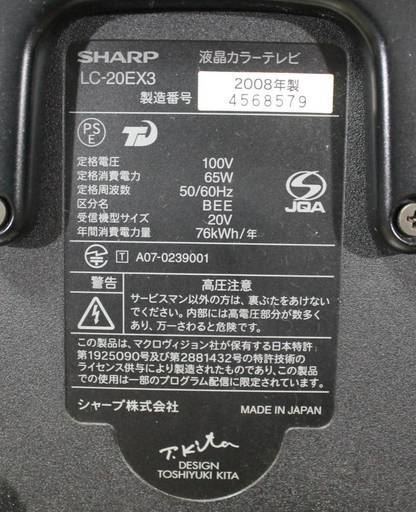 SHARP 液晶カラーテレビ
LC-20EX3
2008年製
製造番号 4568579
PS
E
定格電圧 100V
定格消費電力 65W
定格周波数 50/60Hz
区分名 BEE
受信機型サイズ 20V
年間消費電力量 76kWh/年
JQA
T A07-0239001
警告 高圧注意
サービスマン以外の方は、裏ぶたをあけない
でください。内部には高電圧部分が数多く
あり、万一さわると危険です。
この製品は、マクロヴィジョン社が保有する日本特許
第1925090号及び第2881432号の特許技術の
ライセンス供与により製造されたものであり、この製品
での使用は一部のプログラム配信に限定されています。
シャープ株式会社 MADE IN JAPAN
T.Kita
DESIGN
TOSHIYUKI KITA